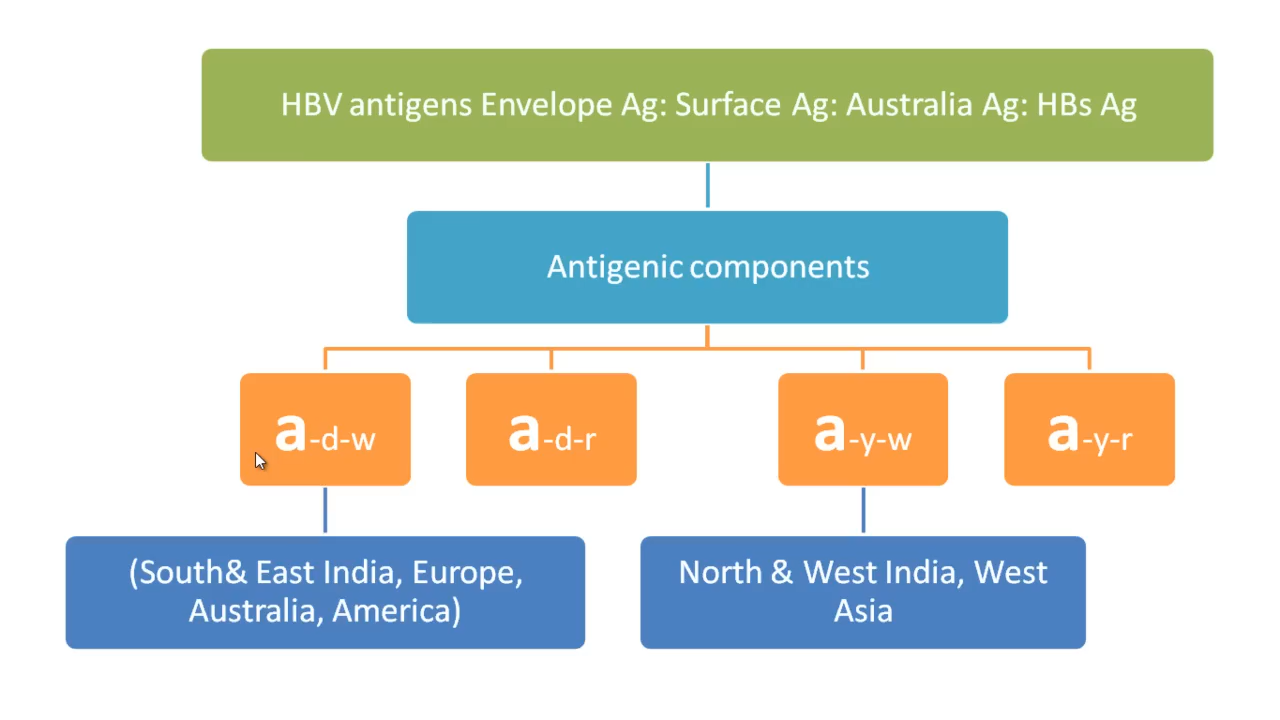 HBV antigens Envelope Ag: Surface Ag: Australia Ag: HBs Ag
Antigenic components
a-d-w
a-d-r
a-y-w
a-y-r
(South& East India, Europe,
Australia, America)
North & West India, West
Asia